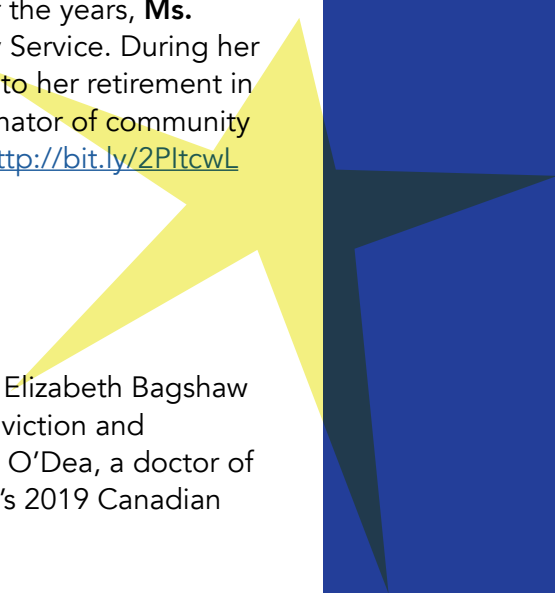 the years, Ms.
Service. During her
to her retirement in
nator of community
ttp://bit.ly/2PItcwL
Elizabeth Bagshaw
viction and
O’Dea, a doctor of
’s 2019 Canadian